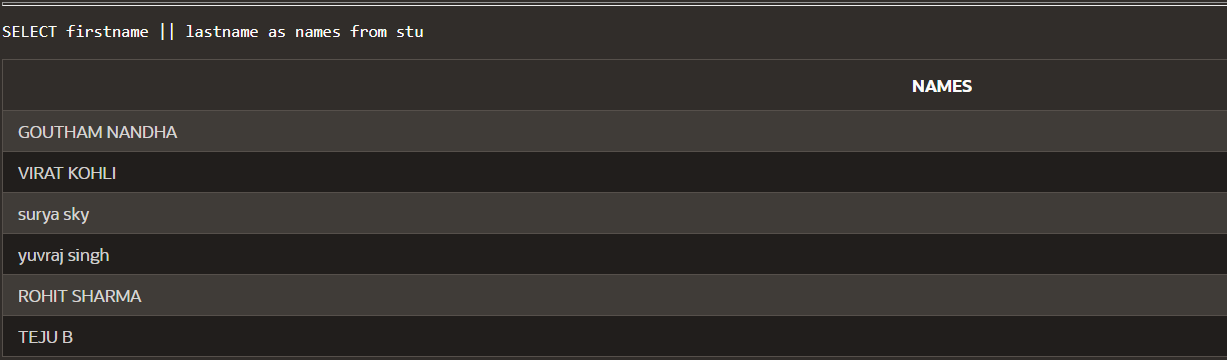 SELECT firstname || lastname as names from stu
NAMES
GOUTHAM NANDHA
VIRAT KOHLI
surya sky
yuvraj singh
ROHIT SHARMA
TEJU B